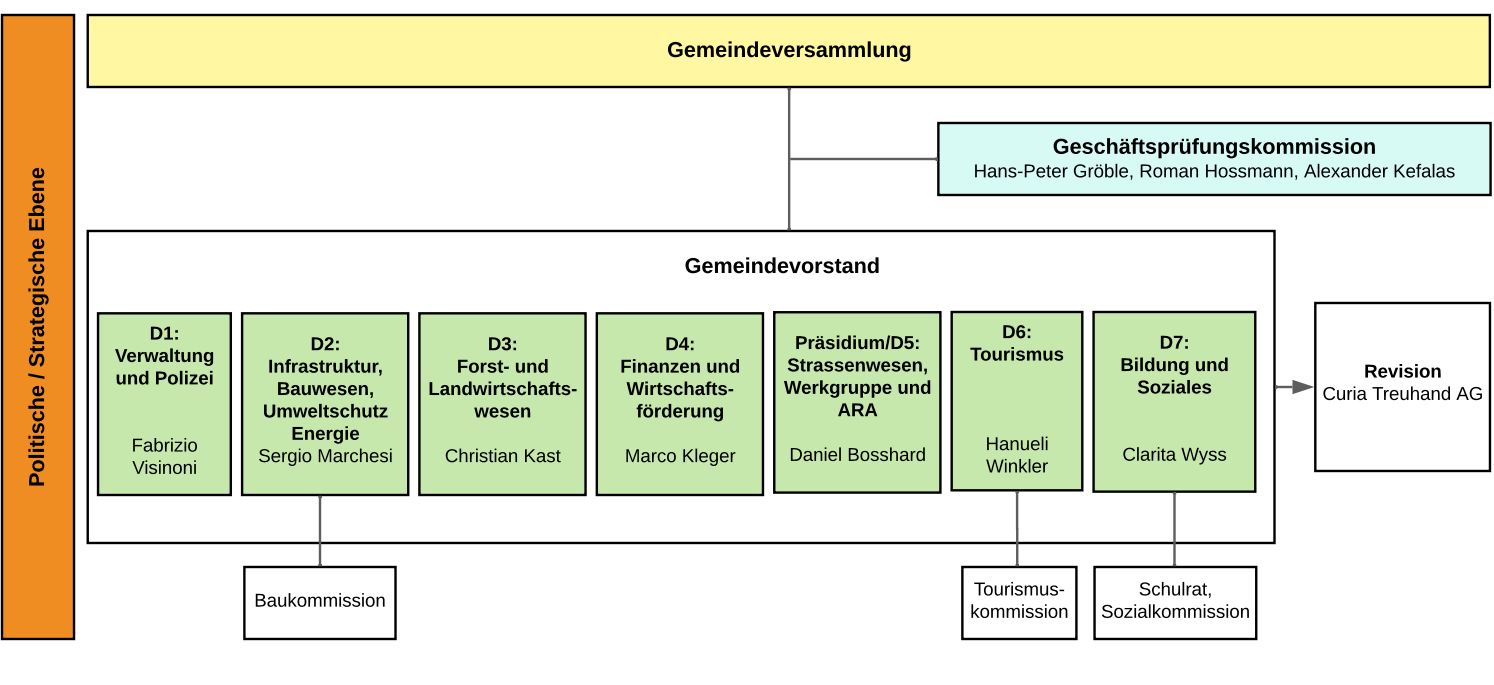 Politische / Strategische Ebene
Gemeindeversammlung
Geschäftsprüfungskommission
Hans-Peter Gröble, Roman Hossmann, Alexander Kefalas
Gemeindevorstand
D1:
Verwaltung
und Polizei
Fabrizio
Visinoni
D2:
Infrastruktur,
Bauwesen,
Umweltschutz
Energie
Sergio Marchesi
D3:
Forst- und
Landwirtschafts-
wesen
Christian Kast
D4:
Finanzen und
Wirtschafts-
förderung
Marco Kleger
Präsidium/D5:
Strassenwesen,
Werkgruppe und
ARA
Daniel Bosshard
D6:
Tourismus
Hanueli
Winkler
D7:
Bildung und
Soziales
Clarita Wyss
Revision
Curia Treuhand AG
Baukommission
Tourismus-
kommission
Schulrat,
Sozialkommission